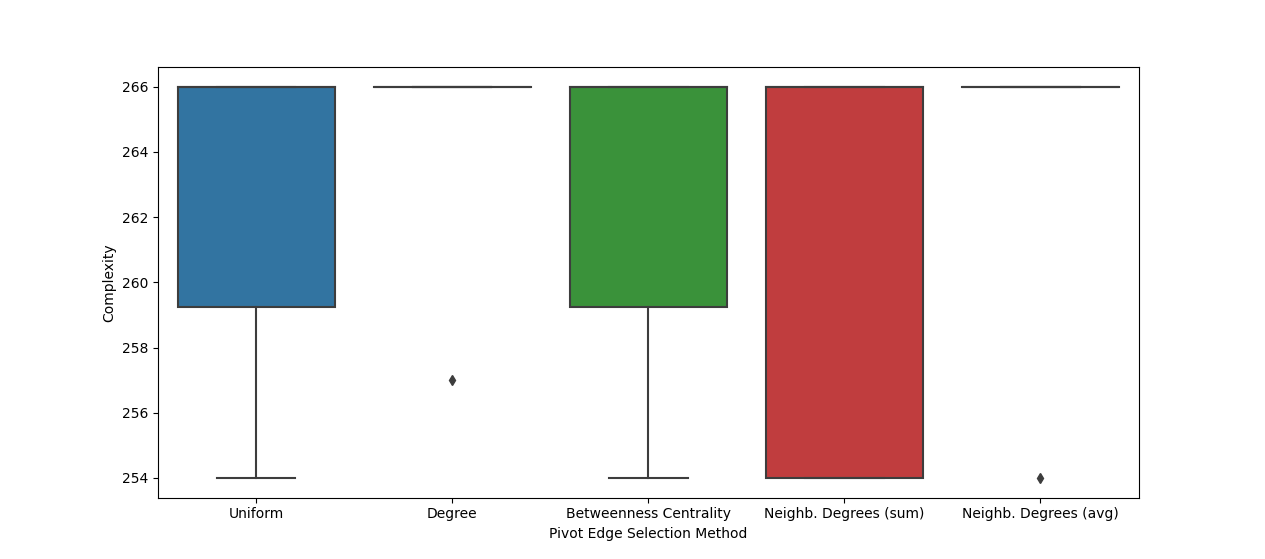 266
264
262
260
258
256
254
Complexity
Uniform
Degree
Betweenness Centrality
Neighb. Degrees (sum)
Neighb. Degrees (avg)
Pivot Edge Selection Method